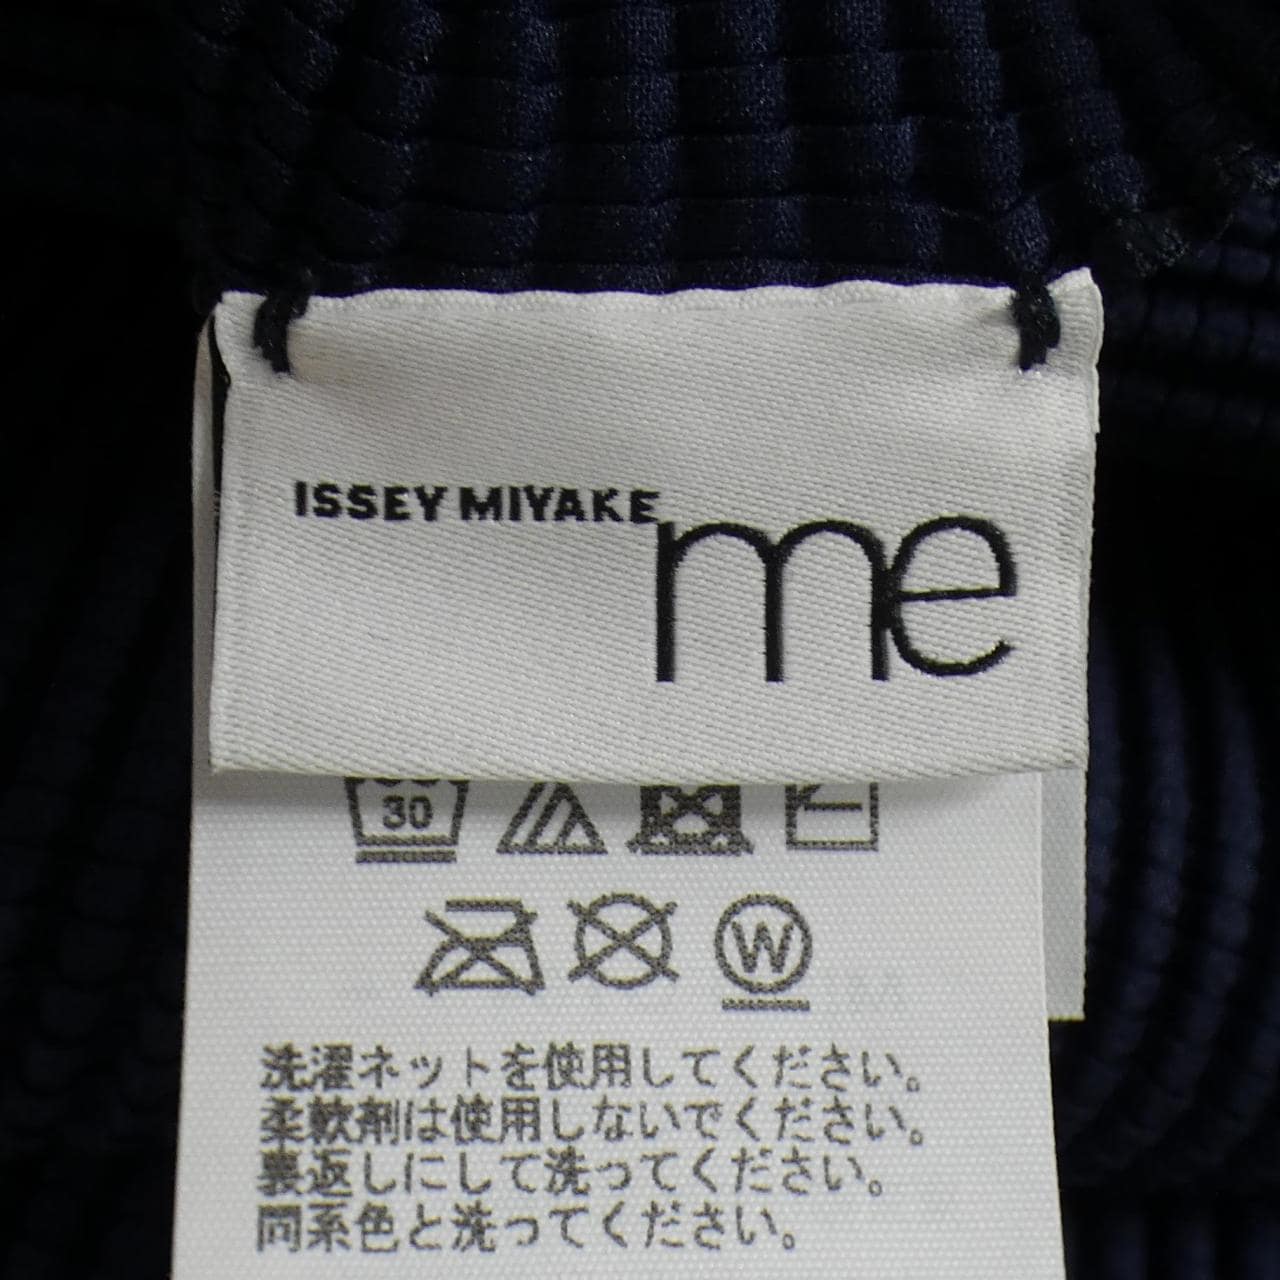 ISSEY MIYAKE
me
30
W
洗濯ネットを使用してください。
柔軟剤は使用しないでください。
裏返しにして洗ってください。
同系色と洗ってください。